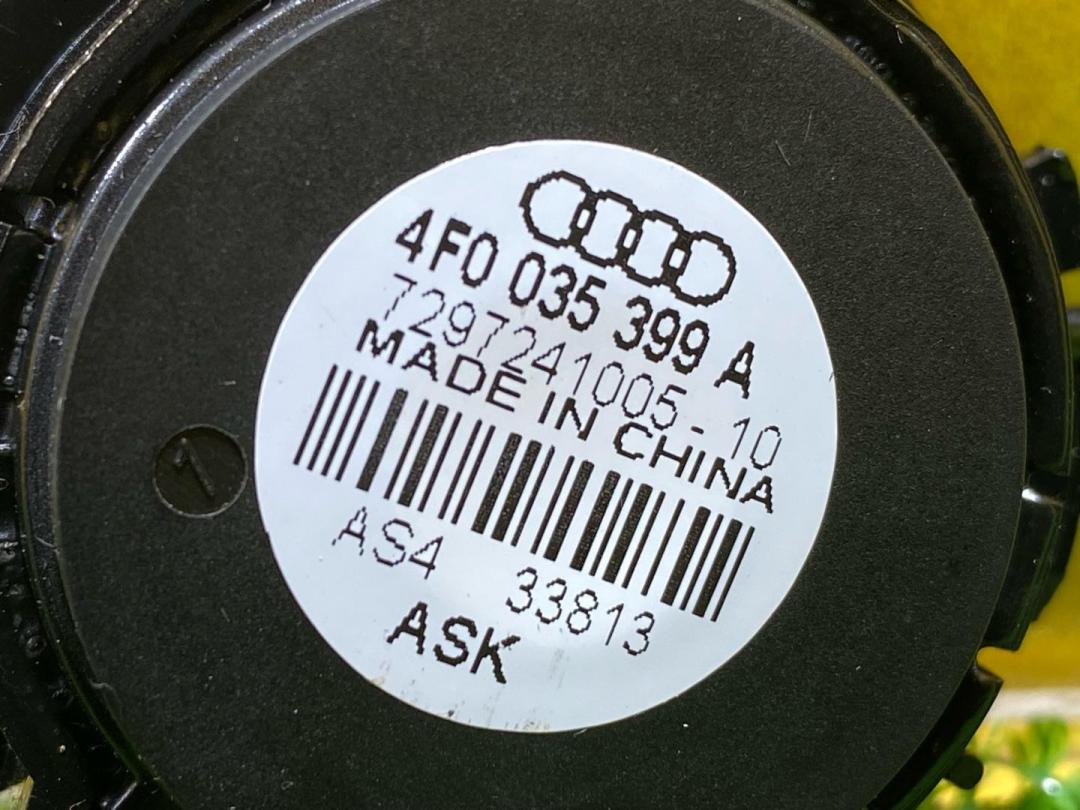 4F0 035 399 A
7297241005-10
MADE IN CHINA
AS4 33813
ASK
1